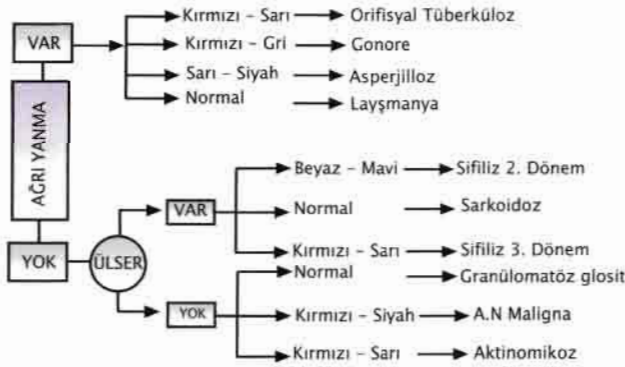 VAR
Kırmızı – Sarı Orifisyal Tüberküloz
Kırmızı – Gri Gonore
Sarı – Siyah Asperjilloz
Normal Layşmanya
AĞRI YANMA
YOK
ÜLSER
VAR
Beyaz – Mavi Sifiliz 2. Dönem
Normal Sarkoidoz
Kırmızı – Sarı Sifiliz 3. Dönem
YOK
Normal Granülomatöz glosit
Kırmızı – Siyah A.N Maligna
Kırmızı – Sarı Aktinomikoz